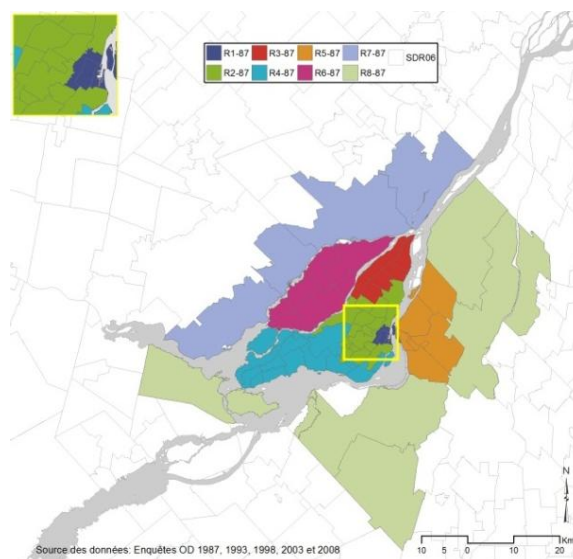 R1-87 R3-87 R5-87 R7-87 SDR06
R2-87 R4-87 R6-87 R8-87
N
10 5 0 10 20
Km
Source des données: Enquêtes OD 1987, 1993, 1998, 2003 et 2008